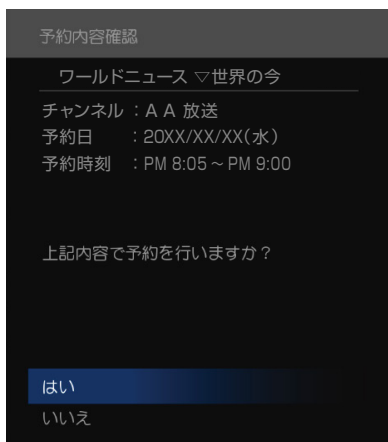 予約内容確認
ワールドニュース ▽世界の今
チャンネル：AA 放送
予約日　：20XX/XX/XX(水)
予約時刻　：PM 8:05～PM 9:00
上記内容で予約を行いますか？
はい
いいえ